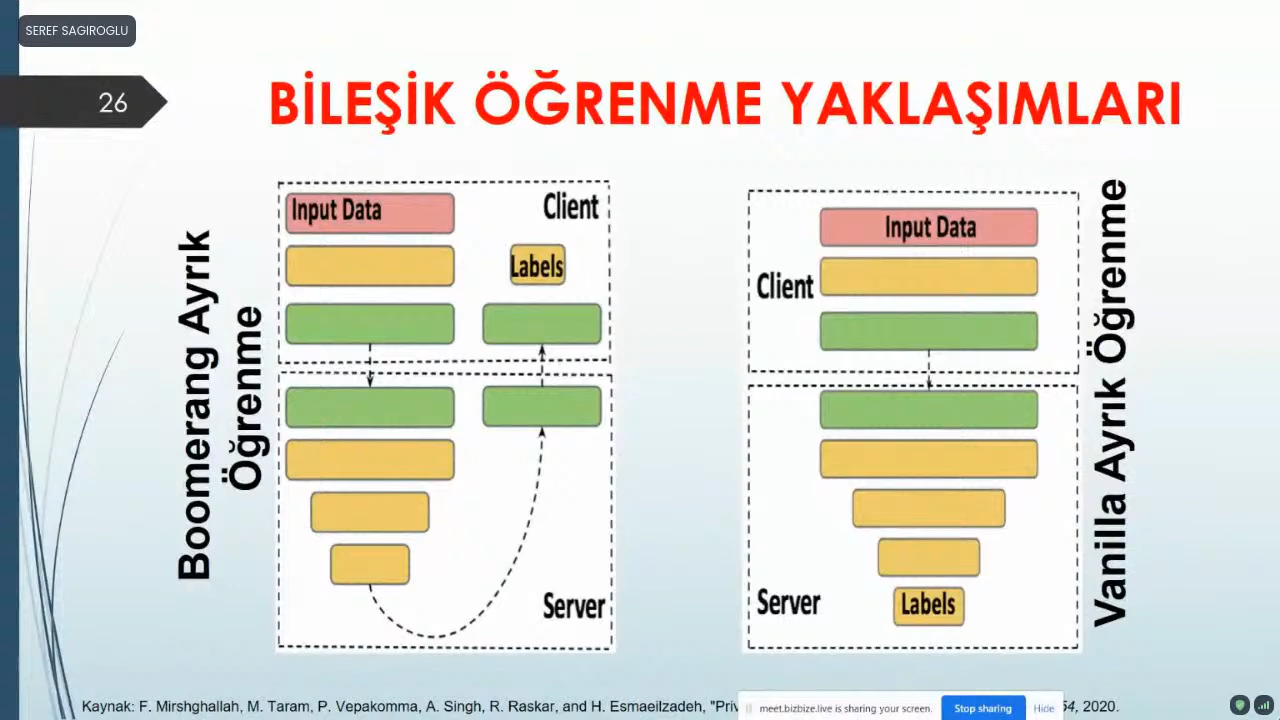 SEREF SAGIROGLU
26
BİLEŞİK ÖĞRENME YAKLAŞIMLARI
Boomerang Ayrık
Öğrenme
Input Data
Client
Labels
Server
Input Data
Client
Server
Labels
Vanilla Ayrık Öğrenme
Kaynak: F. Mirshghallah, M. Taram, P. Vepakomma, A. Singh, R. Raskar, and H. Esmaeilzadeh, "Priv 54, 2020.
meet.bizbize.live is sharing your screen.
Stop sharing
Hide